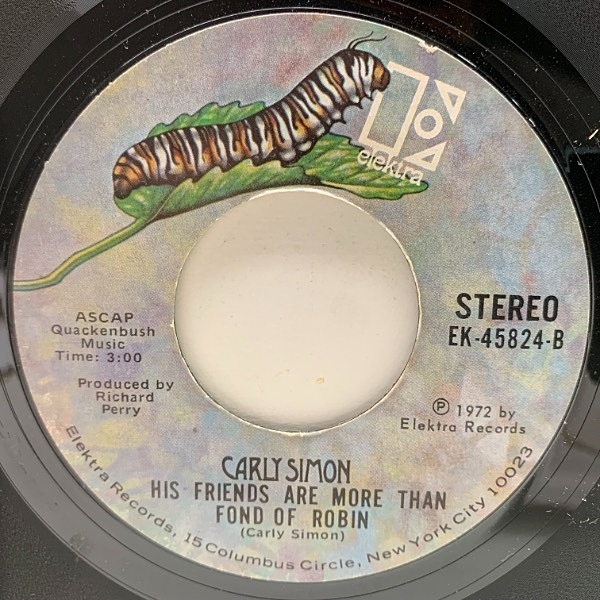 elektra
ASCAP
Quackenbush
Music
Time: 3:00
Produced by
Richard
Perry
STEREO
EK-45824-B
Ⓟ 1972 by
Elektra Records
CARLY SIMON
HIS FRIENDS ARE MORE THAN
FOND OF ROBIN
(Carly Simon)
Elektra Records, 15 Columbus Circle, New York City 10023